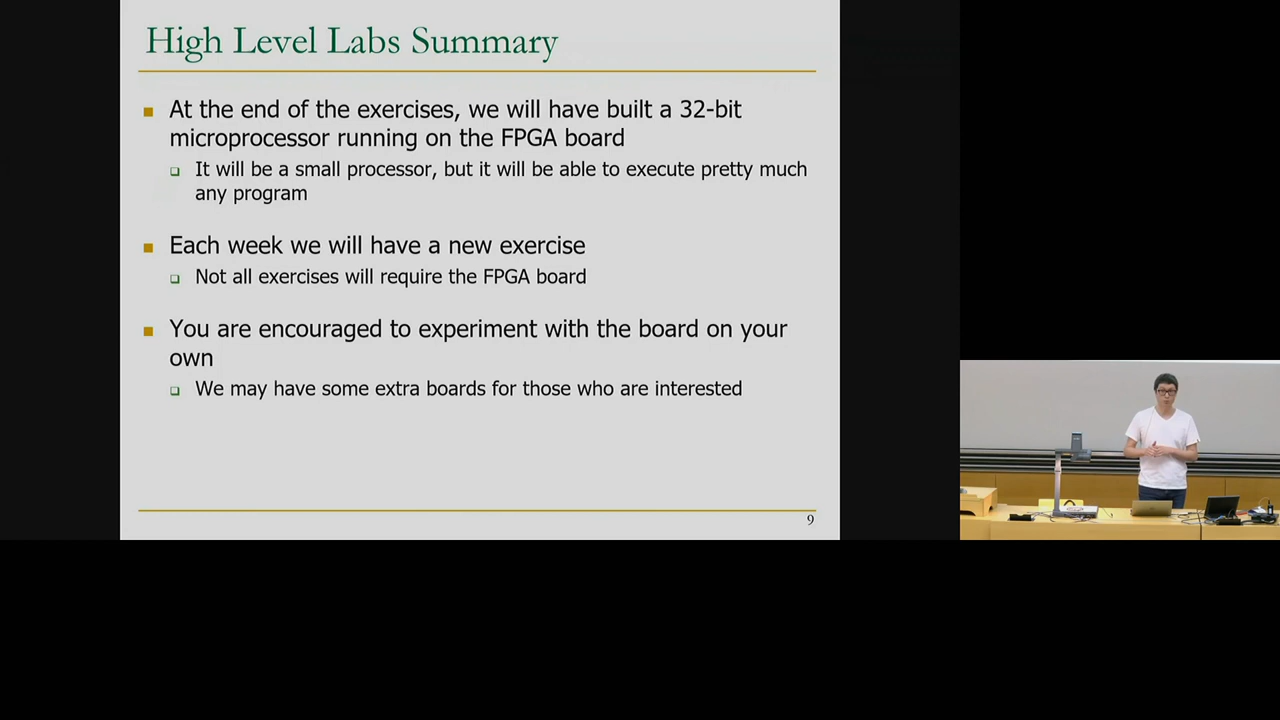 High Level Labs Summary
At the end of the exercises, we will have built a 32-bit
microprocessor running on the FPGA board
It will be a small processor, but it will be able to execute pretty much
any program
Each week we will have a new exercise
Not all exercises will require the FPGA board
You are encouraged to experiment with the board on your
own
We may have some extra boards for those who are interested
9